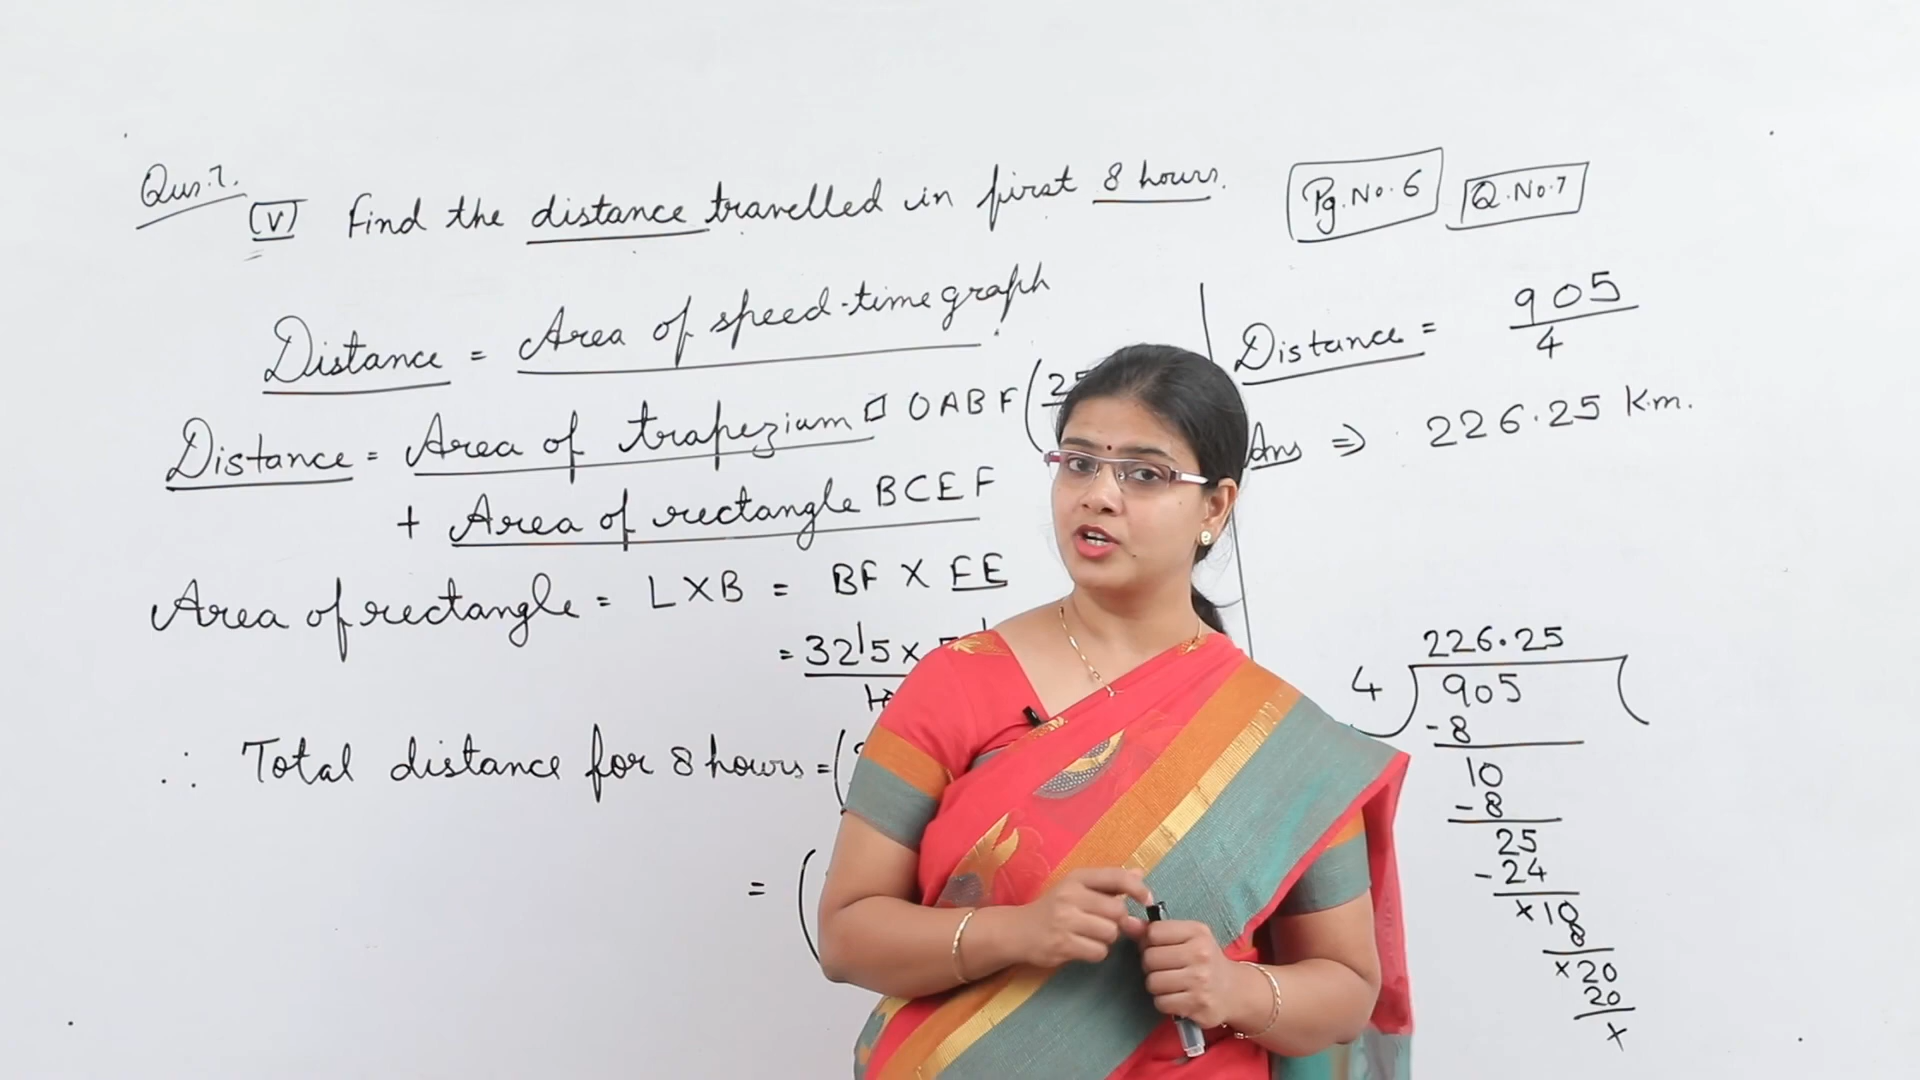 Qus.7.
(V) Find the distance travelled in first 8 hours.
Pg.No.6 Q.No.7
Distance = Area of speed-time graph
Distance = Area of trapezium ▱ OABF (
+ Area of rectangle BCEF
Area of rectangle = L X B = BF X FE
= 32.5 x
∴ Total distance for 8 hours = (
= (
Distance = 905
4
Ans ⇒ 226.25 K.m.
226.25
4 905
-8
10
-8
25
-24
x 10
8
x 20
20
x